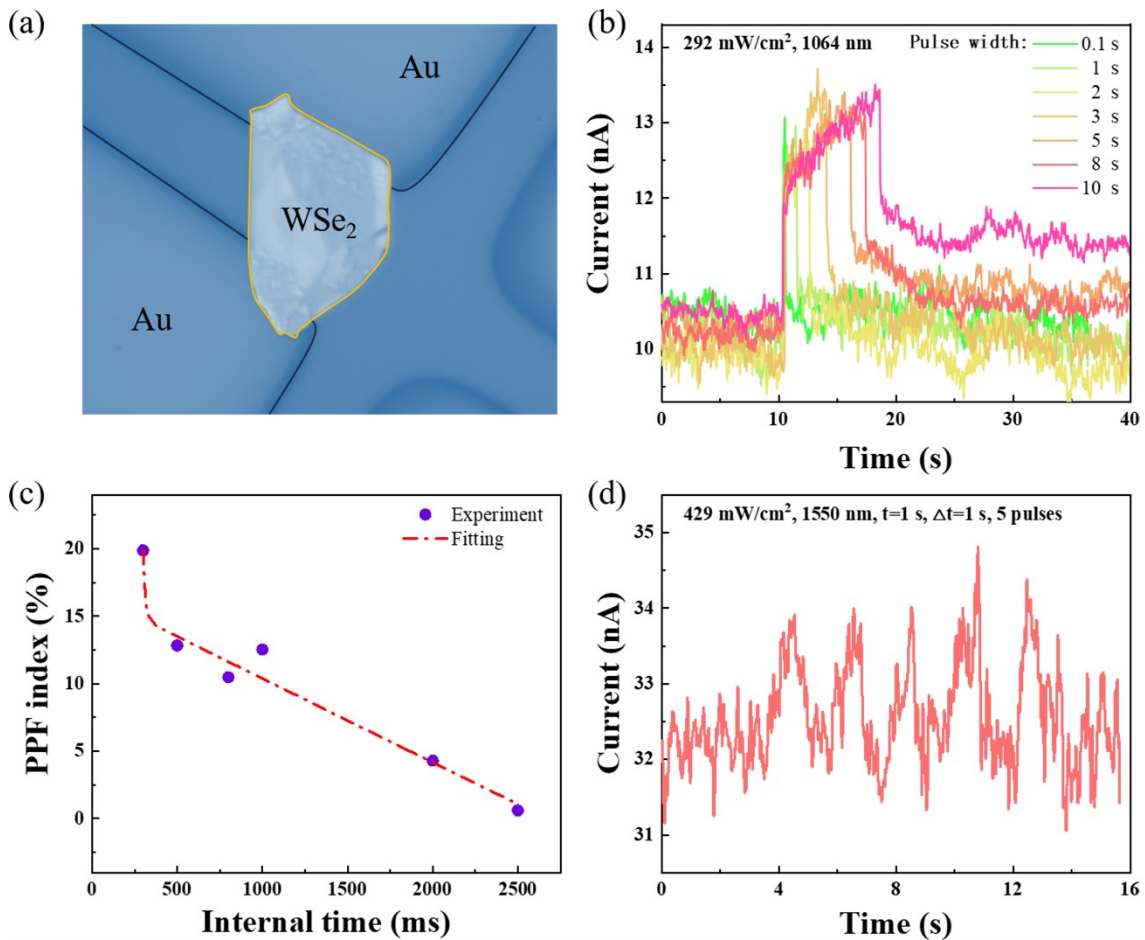 (a)
Au
WSe₂
Au
(b)
292 mW/cm², 1064 nm
Pulse width:
0.1 s
1 s
2 s
3 s
5 s
8 s
10 s
Current (nA)
14
13
12
11
10
0 10 20 30 40
Time (s)
(c)
Experiment
Fitting
PPF index (%)
20
15
10
5
0
0 500 1000 1500 2000 2500
Internal time (ms)
(d)
429 mW/cm², 1550 nm, t=1 s, △t=1 s, 5 pulses
Current (nA)
35
34
33
32
31
0 4 8 12 16
Time (s)